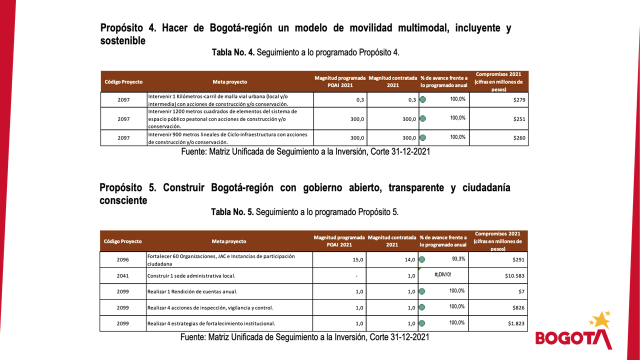 Propósito 4. Hacer de Bogotá-región un modelo de movilidad multimodal, incluyente y
sostenible
Tabla No. 4. Seguimiento a lo programado Propósito 4.
Código Proyecto Meta proyecto Magnitud programada POAI 2021 Magnitud contratada 2021 % de avance frente a lo programado anual Compromisos 2021 (cifras en millones de pesos)
2097 Intervenir 1 Kilómetros-carril de malla vial urbana (local y/o intermedia) con acciones de construcción y/o conservación. 0,3 0,3 100,0% $279
2097 Intervenir 1200 metros cuadrados de elementos del sistema de espacio público peatonal con acciones de construcción y/o conservación. 300,0 300,0 100,0% $251
2097 Intervenir 900 metros lineales de Ciclo-infraestructura con acciones de construcción y/o conservación. 300,0 300,0 100,0% $260
Fuente: Matriz Unificada de Seguimiento a la Inversión, Corte 31-12-2021
Propósito 5. Construir Bogotá-región con gobierno abierto, transparente y ciudadanía
consciente
Tabla No. 5. Seguimiento a lo programado Propósito 5.
Código Proyecto Meta proyecto Magnitud programada POAI 2021 Magnitud contratada 2021 % de avance frente a lo programado anual Compromisos 2021 (cifras en millones de pesos)
2096 Fortalecer 60 Organizaciones, JAC e Instancias de participación ciudadana 15,0 14,0 93,3% $291
2041 Construir 1 sede administrativa local. - 1,0 #¡DIV/0! $10.583
2099 Realizar 1 Rendición de cuentas anual. 1,0 1,0 100,0% $7
2099 Realizar 4 acciones de inspección, vigilancia y control. 1,0 1,0 100,0% $826
2099 Realizar 4 estrategias de fortalecimiento institucional. 1,0 1,0 100,0% $1.823
Fuente: Matriz Unificada de Seguimiento a la Inversión, Corte 31-12-2021
BOGOTÁ